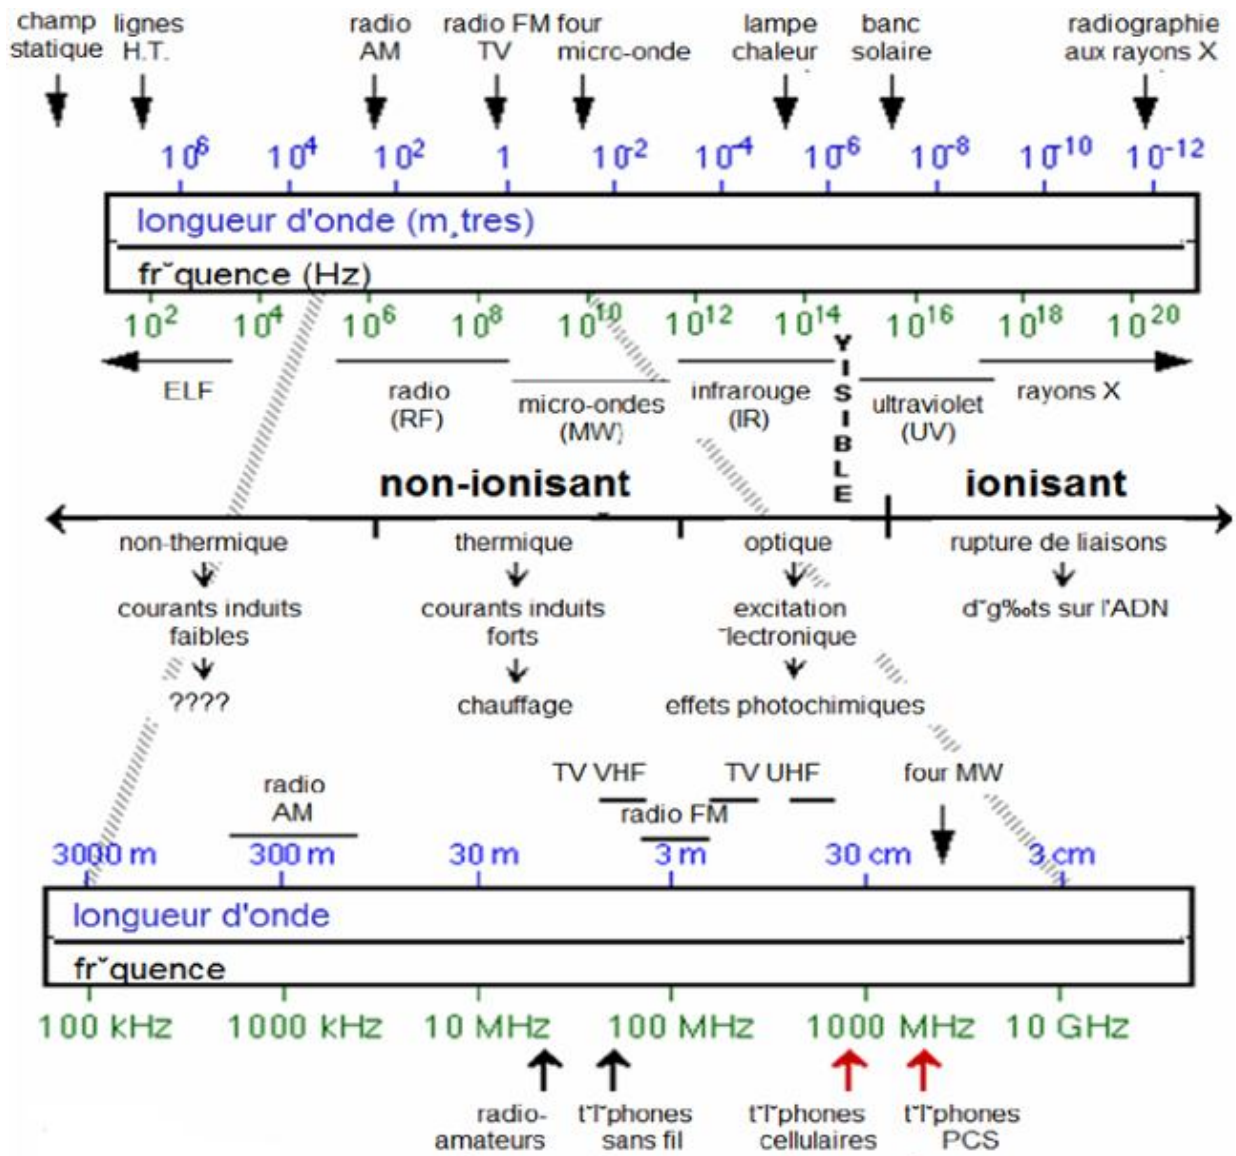 champ statique
lignes H.T.
radio AM
radio FM TV
four micro-onde
lampe chaleur
banc solaire
radiographie aux rayons X
10⁶ 10⁴ 10² 1 10⁻² 10⁻⁴ 10⁻⁶ 10⁻⁸ 10⁻¹⁰ 10⁻¹²
longueur d'onde (m¸tres)
fr˘quence (Hz)
10² 10⁴ 10⁶ 10⁸ 10¹⁰ 10¹² 10¹⁴ 10¹⁶ 10¹⁸ 10²⁰
ELF
radio
(RF)
micro-ondes
(MW)
infrarouge
(IR)
VISIBLE
ultraviolet
(UV)
rayons X
non-ionisant
ionisant
non-thermique
courants induits
faibles
????
thermique
courants induits
forts
chauffage
optique
excitation
˘lectronique
effets photochimiques
rupture de liaisons
d˘g‰ts sur l'ADN
radio
AM
TV VHF
radio FM
TV UHF
four MW
3000 m 300 m 30 m 3 m 30 cm 3 cm
longueur d'onde
fr˘quence
100 kHz 1000 kHz 10 MHz 100 MHz 1000 MHz 10 GHz
radio-
amateurs
t˘l˘phones
sans fil
t˘l˘phones
cellulaires
t˘l˘phones
PCS